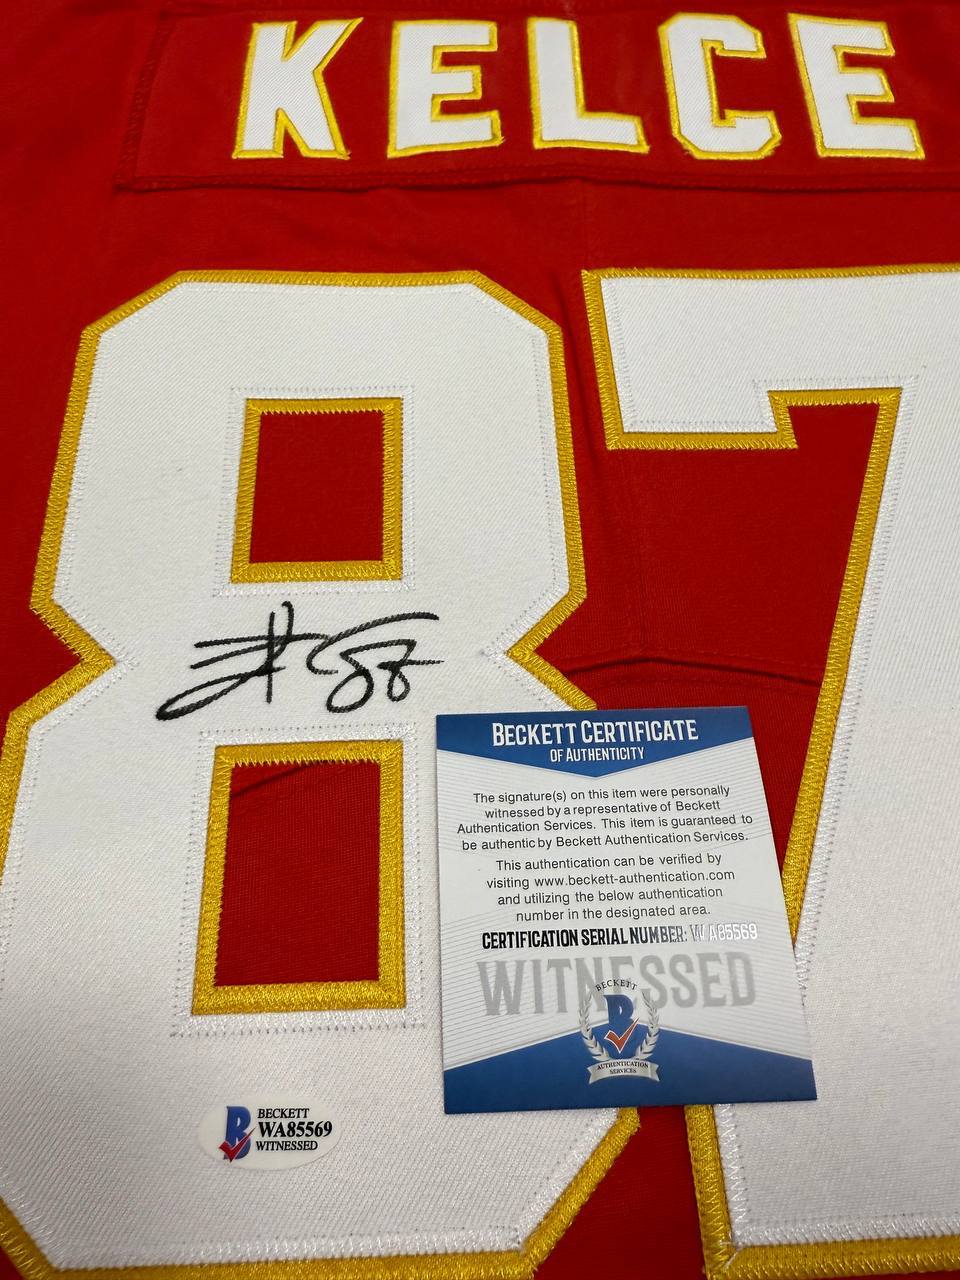 KELCE
87
BECKETT CERTIFICATE
OF AUTHENTICITY
The signature(s) on this item were personally
witnessed by a representative of Beckett
Authentication Services. This item is guaranteed to
be authentic by Beckett Authentication Services.
This authentication can be verified by
visiting www.beckett-authentication.com
and utilizing the below authentication
number in the designated area.
CERTIFICATION SERIAL NUMBER: WA85569
WITNESSED
BECKETT
B
AUTHENTICATION
SERVICES
B
BECKETT
WA85569
WITNESSED